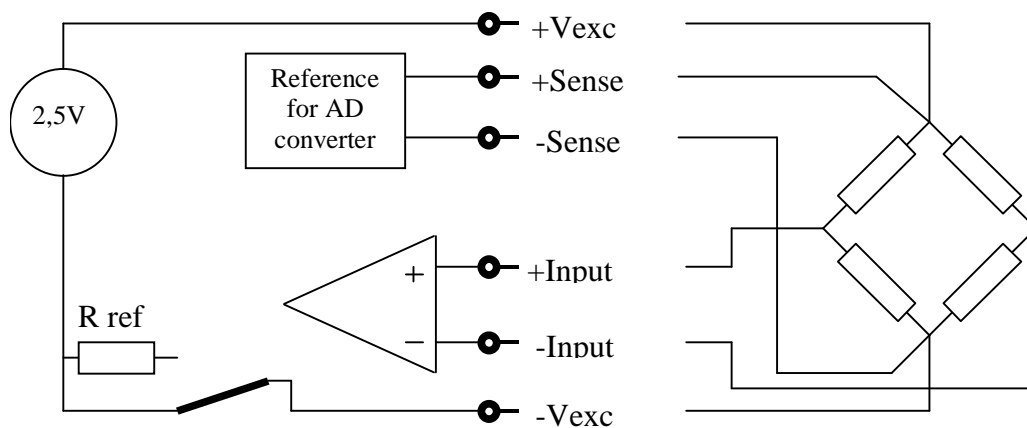 +Vexc
Reference
for AD
converter
+Sense
2,5V
-Sense
+
+Input
R ref
−
-Input
-Vexc